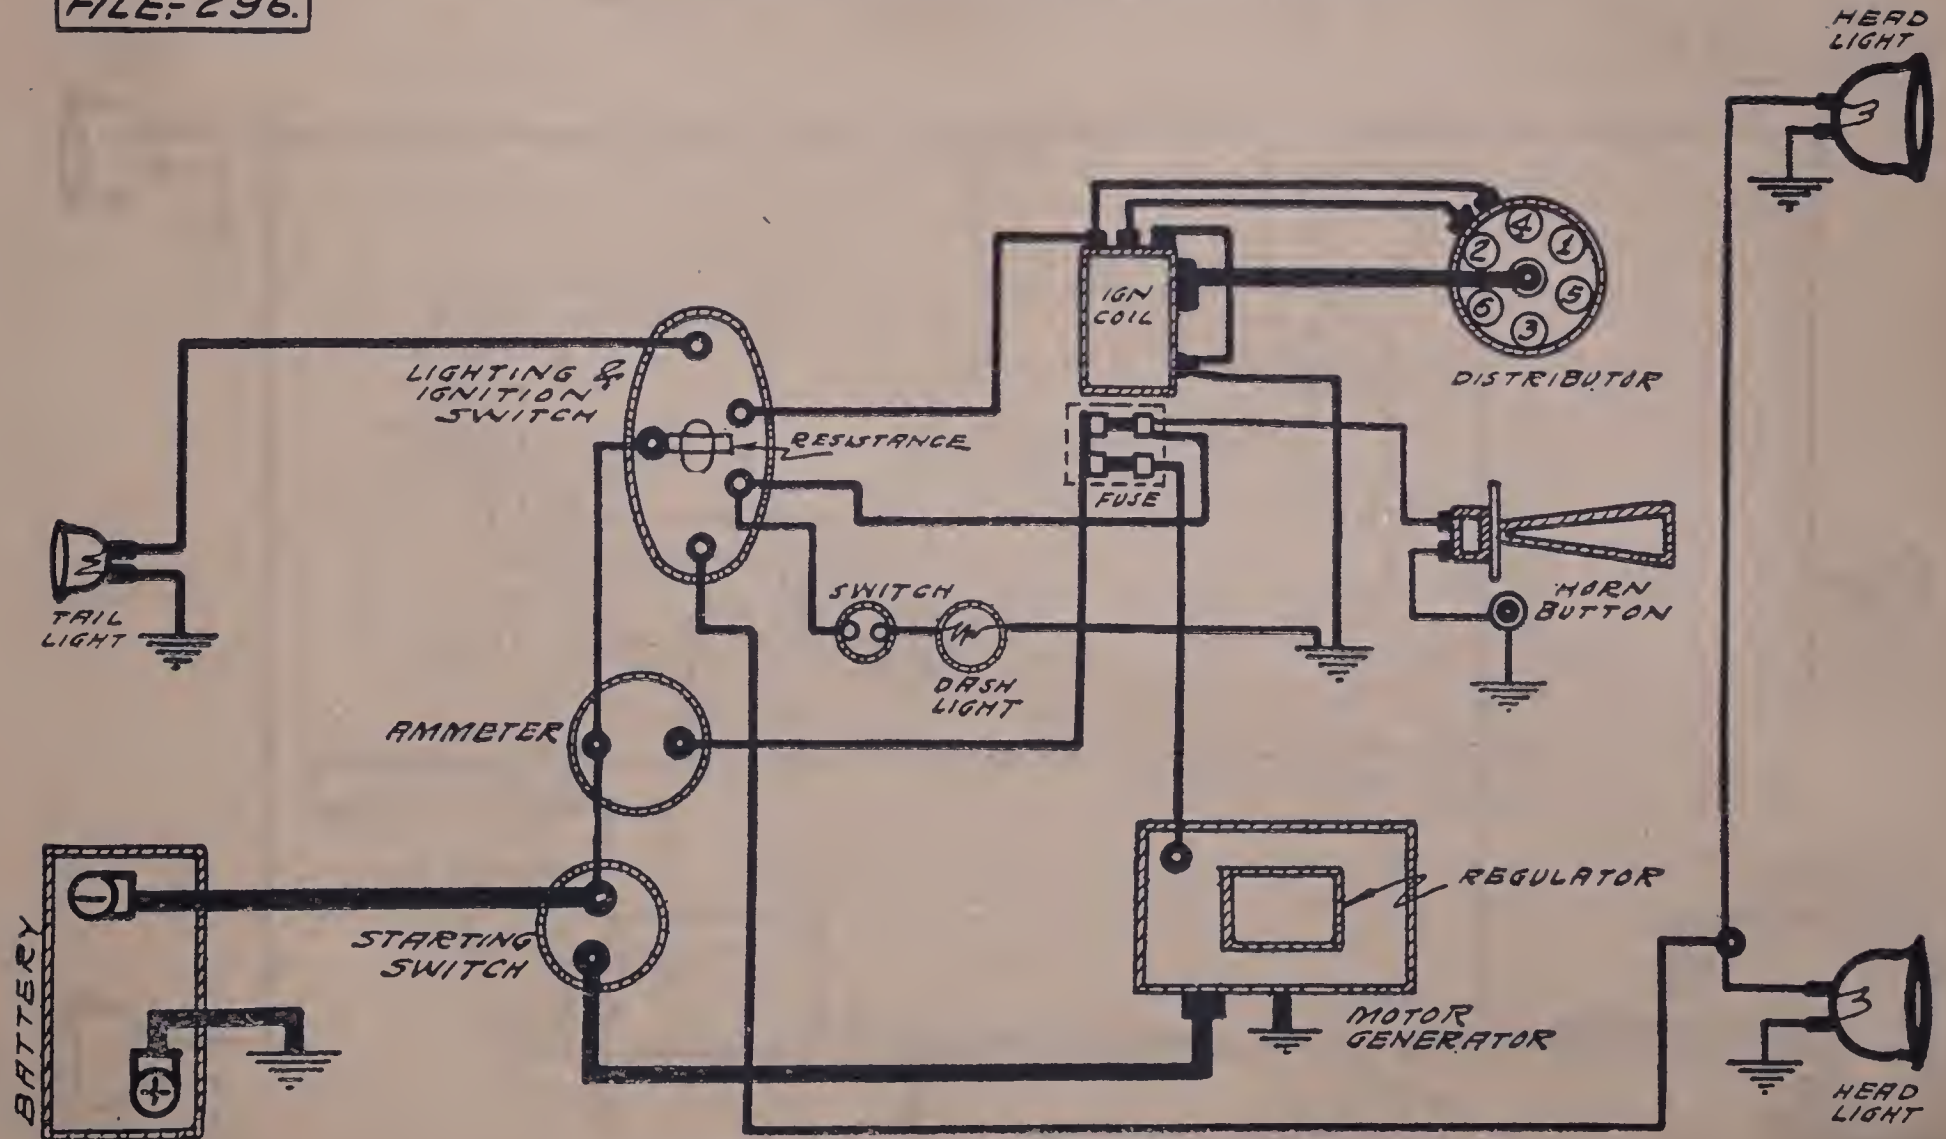 FILE:- 296.
HEAD
LIGHT
4
1
2
5
6
3
IGN
COIL
DISTRIBUTOR
LIGHTING &
IGNITION
SWITCH
RESISTANCE
FUSE
TAIL
LIGHT
SWITCH
DASH
LIGHT
HORN
BUTTON
AMMETER
BATTERY
−
+
STARTING
SWITCH
REGULATOR
MOTOR
GENERATOR
HEAD
LIGHT